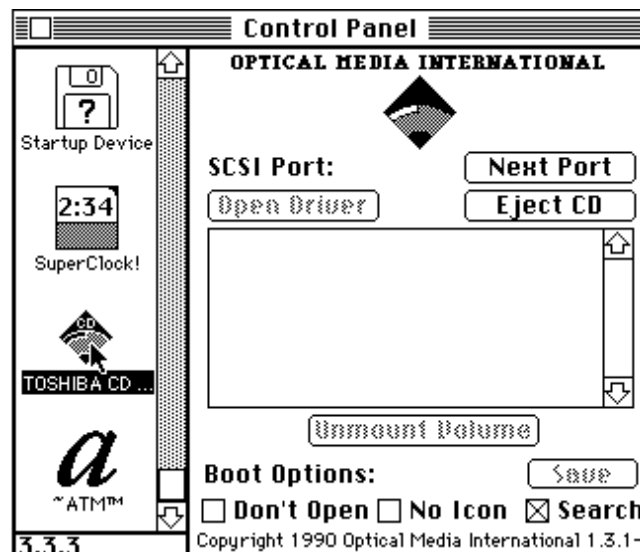 Control Panel
0
?
Startup Device
2:34
SuperClock!
CD
TOSHIBA CD ...
a
~ATM™
3.3.3
OPTICAL MEDIA INTERNATIONAL
SCSI Port:
Next Port
Open Driver
Eject CD
Unmount Volume
Boot Options:
Save
Don't Open
No Icon
Search
Copyright 1990 Optical Media International 1.3.1-